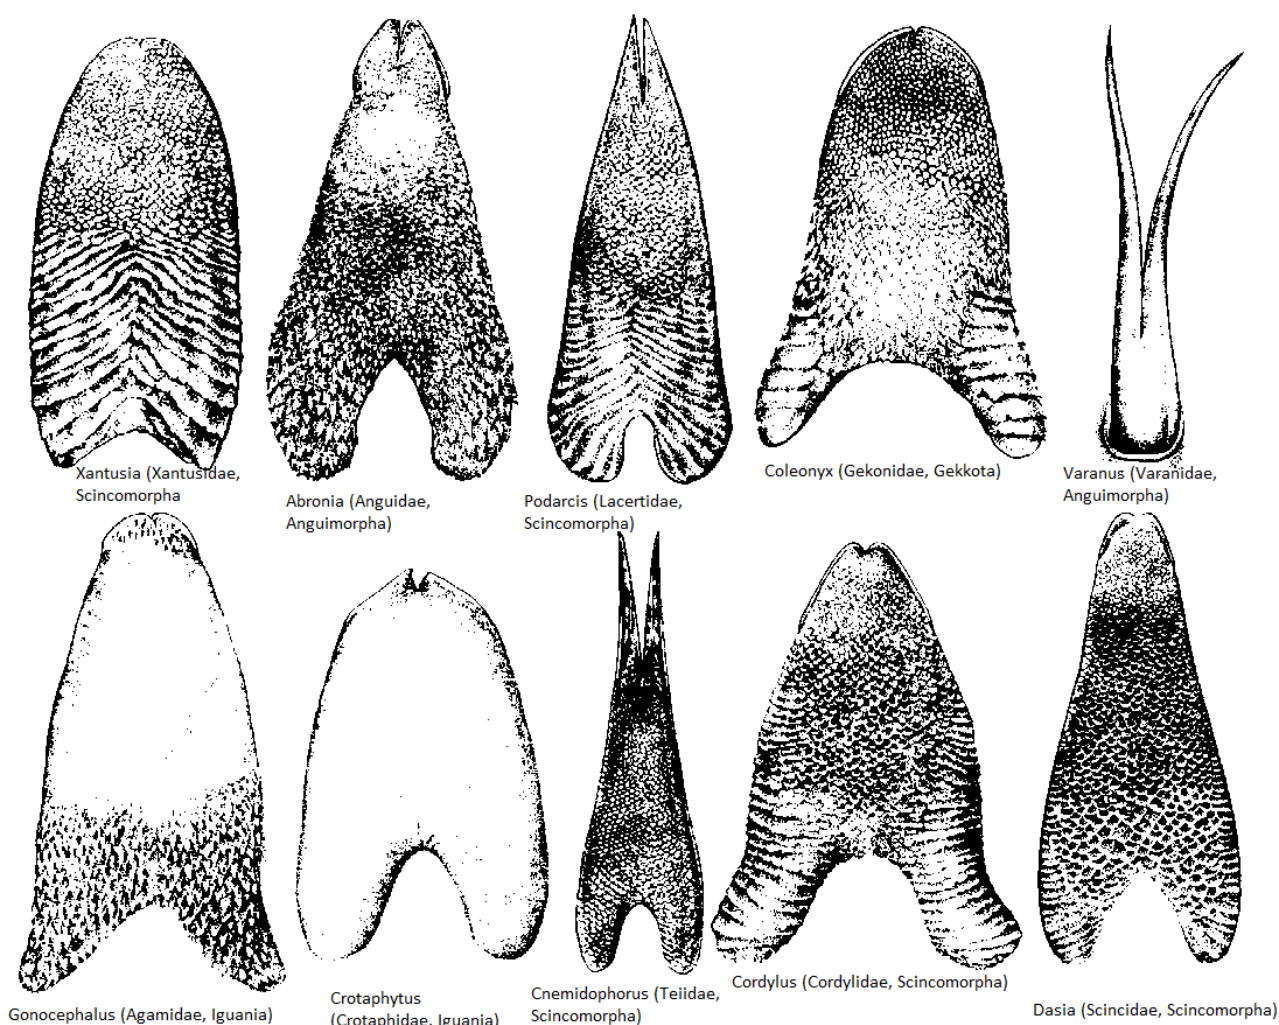 Xantusia (Xantusidae,
Scincomorpha
Abronia (Anguidae,
Anguimorpha)
Podarcis (Lacertidae,
Scincomorpha)
Coleonyx (Gekonidae, Gekkota)
Varanus (Varanidae,
Anguimorpha)
Gonocephalus (Agamidae, Iguania)
Crotaphytus
(Crotaphidae, Iguania)
Cnemidophorus (Teiidae,
Scincomorpha)
Cordylus (Cordylidae, Scincomorpha)
Dasia (Scincidae, Scincomorpha)